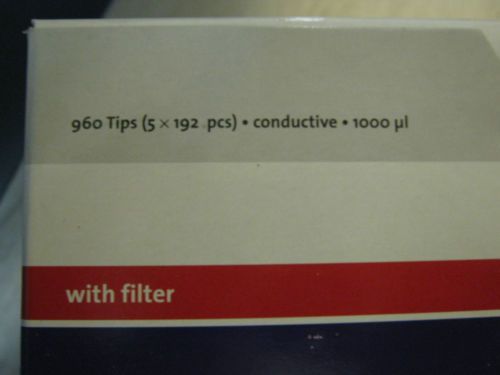 960 Tips (5 × 192 pcs) • conductive • 1000 µl
with filter